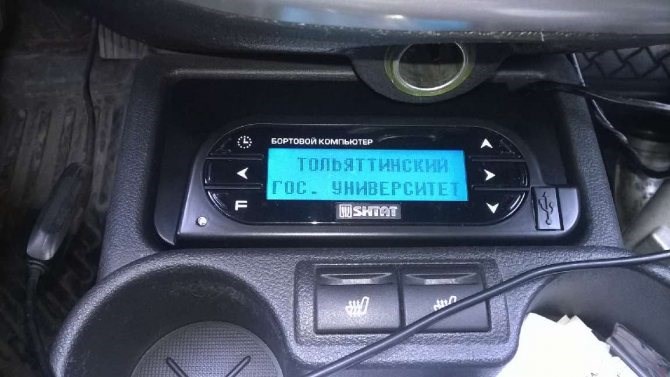 БОРТОВОЙ КОМПЬЮТЕР
ТОЛЬЯТТИНСКИЙ
ГОС. УНИВЕРСИТЕТ
F
SHTAT